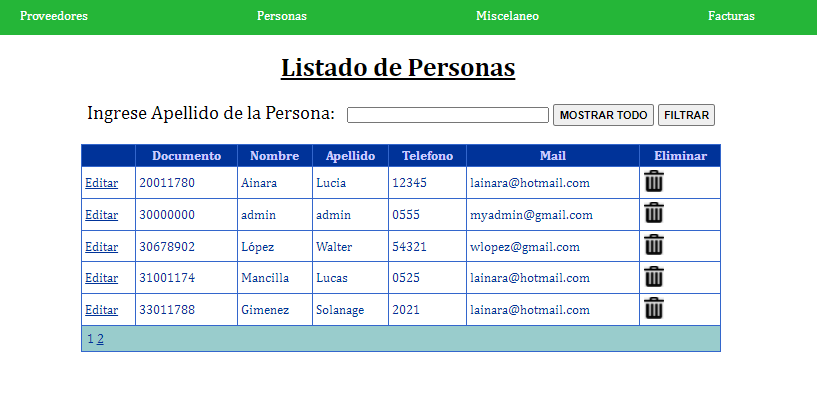 Proveedores Personas Miscelaneo Facturas
Listado de Personas
Ingrese Apellido de la Persona: MOSTRAR TODO FILTRAR
Documento Nombre Apellido Telefono Mail Eliminar
Editar 20011780 Ainara Lucia 12345 lainara@hotmail.com
Editar 30000000 admin admin 0555 myadmin@gmail.com
Editar 30678902 López Walter 54321 wlopez@gmail.com
Editar 31001174 Mancilla Lucas 0525 lainara@hotmail.com
Editar 33011788 Gimenez Solanage 2021 lainara@hotmail.com
1 2